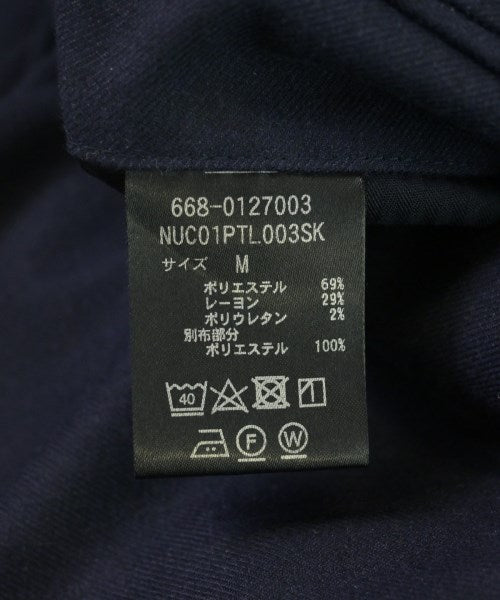 668-0127003
NUC01PTL003SK
サイズ M
ポリエステル 69%
レーヨン 29%
ポリウレタン 2%
別布部分
ポリエステル 100%
40
F W